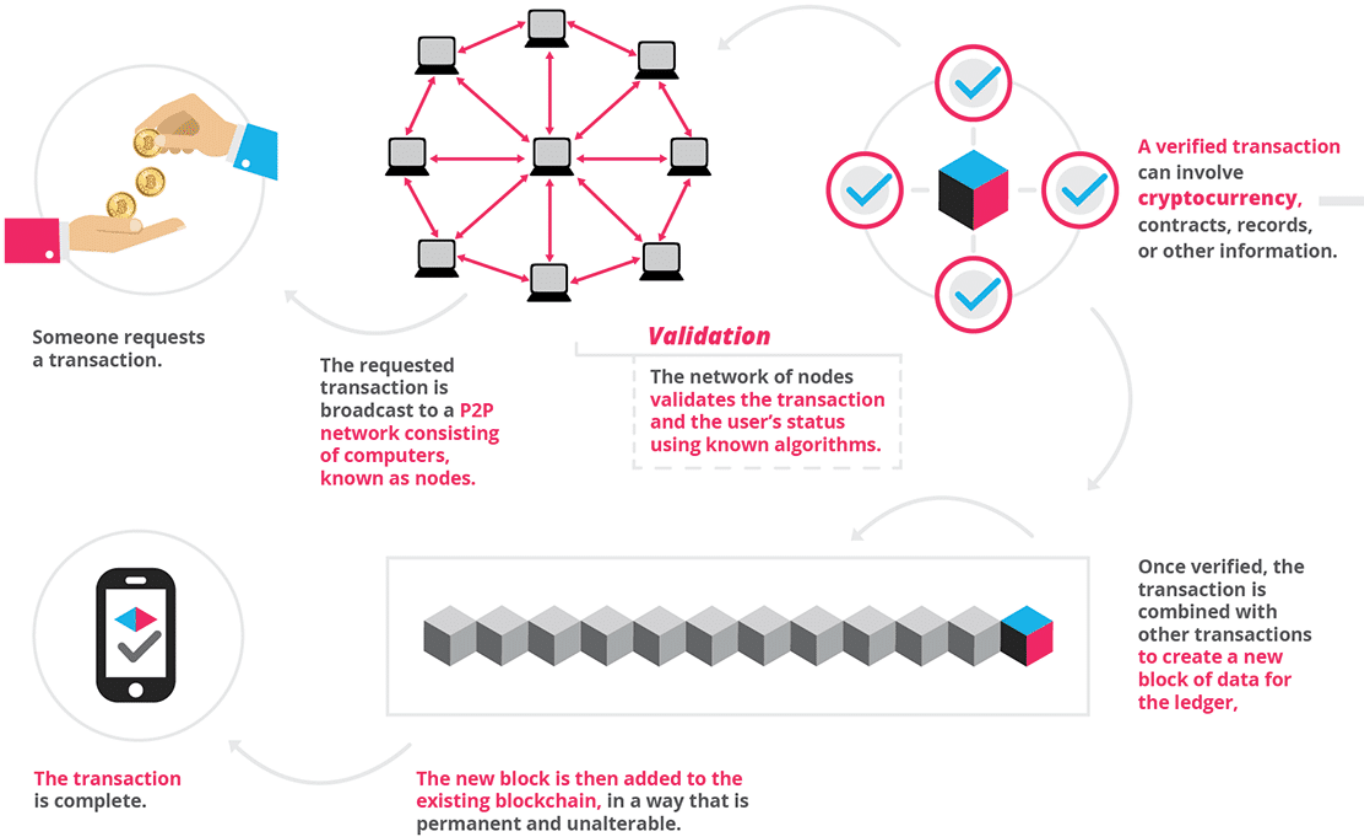 Someone requests
a transaction.
The requested
transaction is
broadcast to a P2P
network consisting
of computers,
known as nodes.
Validation
The network of nodes
validates the transaction
and the user's status
using known algorithms.
A verified transaction
can involve
cryptocurrency,
contracts, records,
or other information.
Once verified, the
transaction is
combined with
other transactions
to create a new
block of data for
the ledger,
The new block is then added to the
existing blockchain, in a way that is
permanent and unalterable.
The transaction
is complete.